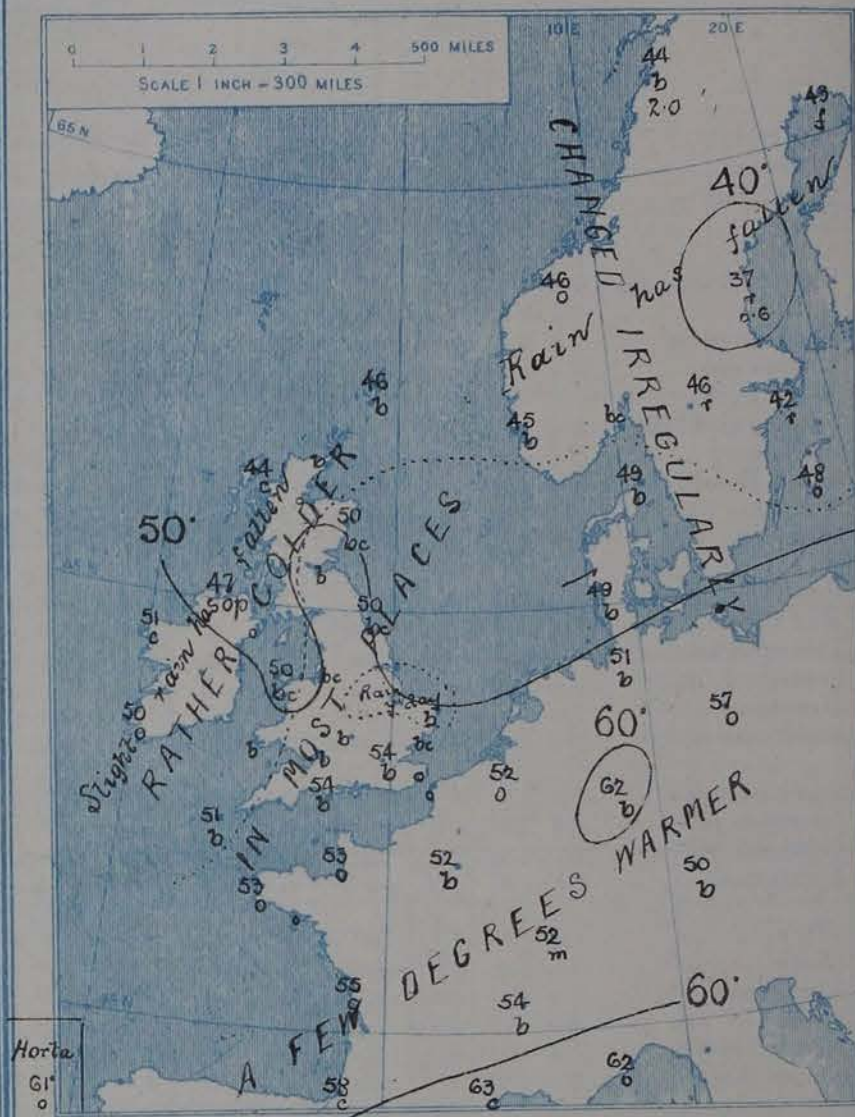 0 1 2 3 4 500 MILES
SCALE 1 INCH - 300 MILES
10 E
20 E
65 N
44
b
2.0
43
f
CHANGED IRREGULARLY
40°
Rain has fallen
37
r
0.6
46
o
46
b
46
r
42
r
45
b
bc
49
b
48
o
44
c
b
50°
50
bc
b
Slight rain has fallen
47
op
51
c
RATHER COLDER
IN MOST PLACES
50
49
b
50
bc
bc
Rain
51
b
57
o
b
b
b
54
b
bc
60°
62
b
52
o
54
b
51
b
53
o
52
b
50
b
53
o
52
m
A FEW DEGREES WARMER
55
54
b
60°
Horta
61°
o
58
c
63
c
62
o